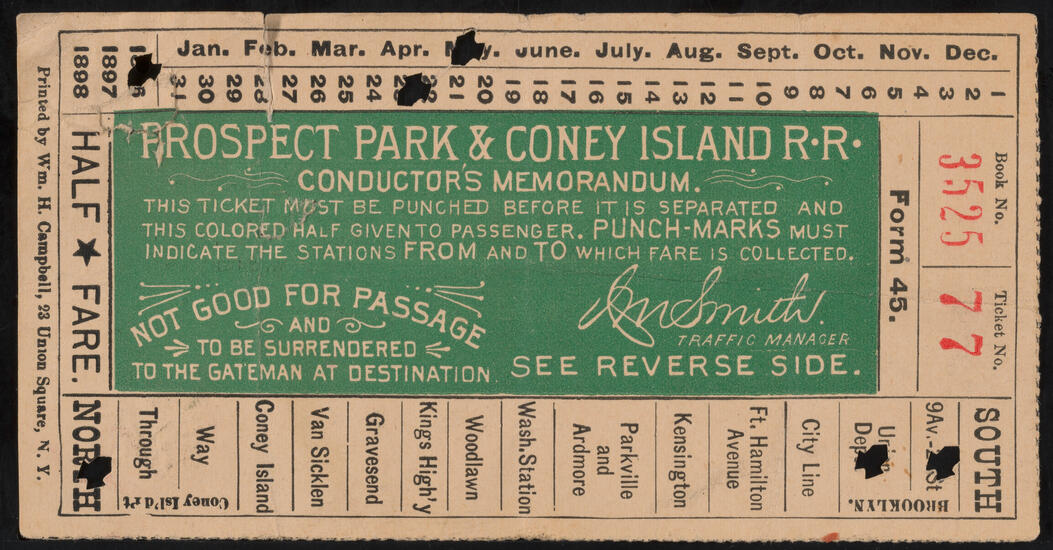 Jan. Feb. Mar. Apr. May. June. July. Aug. Sept. Oct. Nov. Dec.
1898
1897
1896
31 30 29 28 27 26 25 24 23 22 21 20 19 18 17 16 15 14 13 12 11 10 9 8 7 6 5 4 3 2 1
PROSPECT PARK & CONEY ISLAND R.R.
CONDUCTOR'S MEMORANDUM.
THIS TICKET MUST BE PUNCHED BEFORE IT IS SEPARATED AND
THIS COLORED HALF GIVEN TO PASSENGER. PUNCH-MARKS MUST
INDICATE THE STATIONS FROM AND TO WHICH FARE IS COLLECTED.
NOT GOOD FOR PASSAGE
AND
TO BE SURRENDERED
TO THE GATEMAN AT DESTINATION
Smith.
TRAFFIC MANAGER
SEE REVERSE SIDE.
HALF ★ FARE.
Printed by Wm. H. Campbell, 23 Union Square, N. Y.
Form 45.
Book No.
3525
Ticket No.
77
NORTH
Through
Way
Coney Isl'd r't
Coney Island
Van Sicklen
Gravesend
Kings High'y
Woodlawn
Wash. Station
Ardmore
and
Parkville
Kensington
Ft. Hamilton
Avenue
City Line
Union
Dep
9 Av.
BROOKLYN.
SOUTH